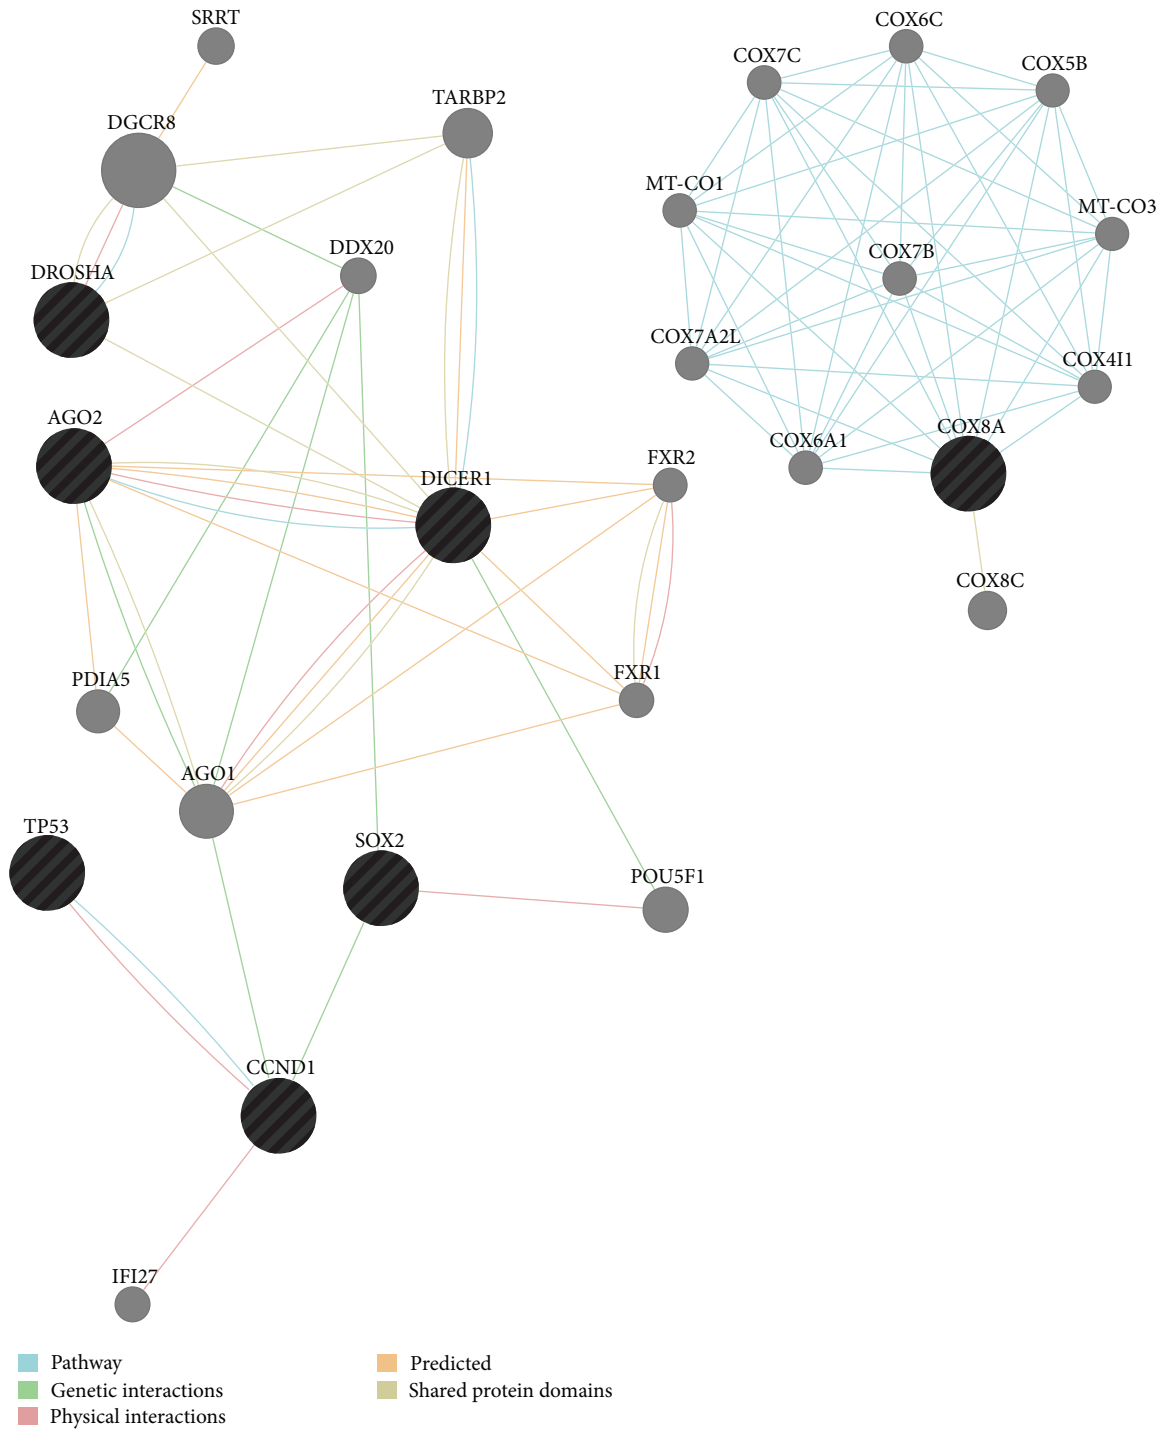 SRRT
COX6C
COX7C
COX5B
TARBP2
DGCR8
MT-CO1
MT-CO3
DDX20
COX7B
DROSHA
COX7A2L
COX4I1
AGO2
COX8A
COX6A1
FXR2
DICER1
COX8C
PDIA5
FXR1
AGO1
TP53
SOX2
POU5F1
CCND1
IFI27
Pathway
Genetic interactions
Physical interactions
Predicted
Shared protein domains